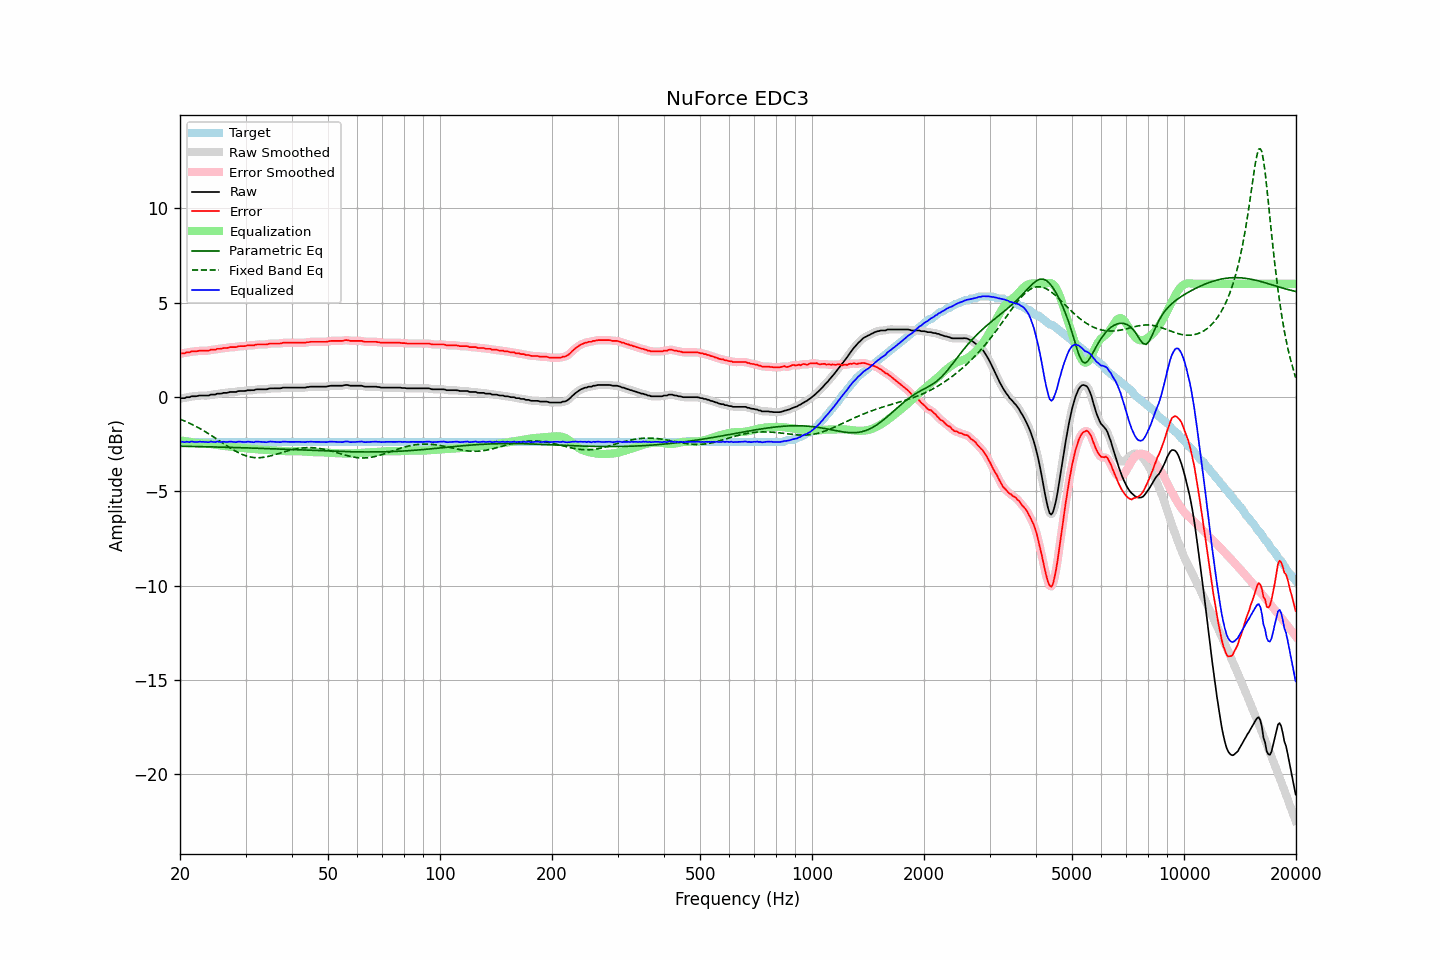 NuForce EDC3
Target
Raw Smoothed
Error Smoothed
Raw
Error
Equalization
Parametric Eq
Fixed Band Eq
Equalized
10
5
0
−5
−10
−15
−20
Amplitude (dBr)
20 50 100 200 500 1000 2000 5000 10000 20000
Frequency (Hz)